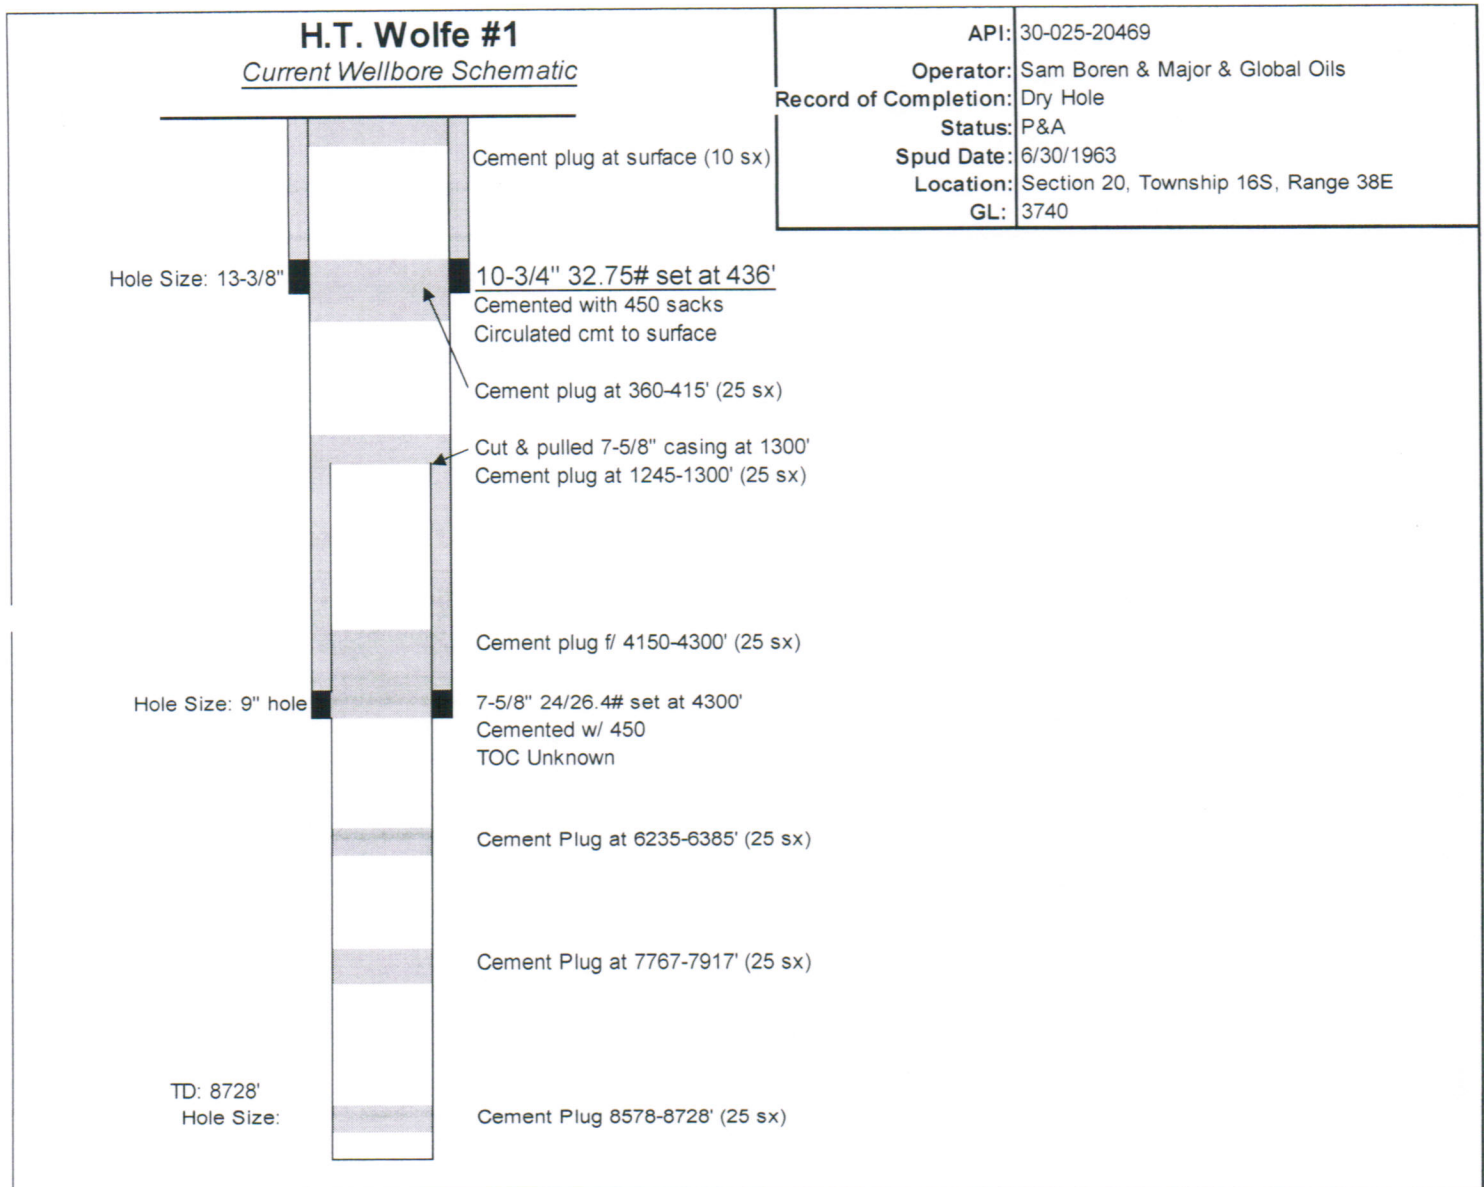 H.T. Wolfe #1
Current Wellbore Schematic
API: 30-025-20469
Operator: Sam Boren & Major & Global Oils
Record of Completion: Dry Hole
Status: P&A
Spud Date: 6/30/1963
Location: Section 20, Township 16S, Range 38E
GL: 3740
Cement plug at surface (10 sx)
Hole Size: 13-3/8"
10-3/4" 32.75# set at 436'
Cemented with 450 sacks
Circulated cmt to surface
Cement plug at 360-415' (25 sx)
Cut & pulled 7-5/8" casing at 1300'
Cement plug at 1245-1300' (25 sx)
Cement plug f/ 4150-4300' (25 sx)
Hole Size: 9" hole
7-5/8" 24/26.4# set at 4300'
Cemented w/ 450
TOC Unknown
Cement Plug at 6235-6385' (25 sx)
Cement Plug at 7767-7917' (25 sx)
TD: 8728'
Hole Size:
Cement Plug 8578-8728' (25 sx)